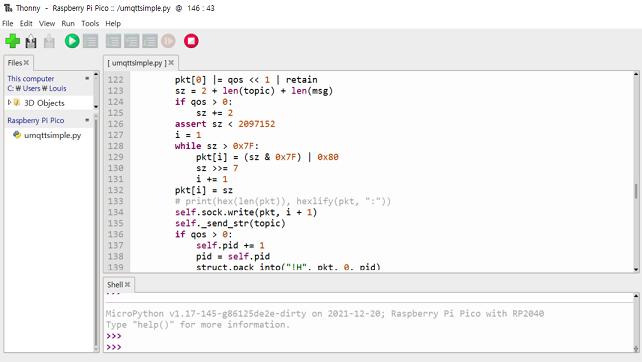 Thonny - Raspberry Pi Pico :: /umqttsimple.py @ 146 : 43
File Edit View Run Tools Help
Files
This computer
C: ₩ Users ₩ Louis
3D Objects
Raspberry Pi Pico
umqttsimple.py
[ umqttsimple.py ]
122 pkt[0] |= qos << 1 | retain
123 sz = 2 + len(topic) + len(msg)
124 if qos > 0:
125 sz += 2
126 assert sz < 2097152
127 i = 1
128 while sz > 0x7F:
129 pkt[i] = (sz & 0x7F) | 0x80
130 sz >>= 7
131 i += 1
132 pkt[i] = sz
133 # print(hex(len(pkt)), hexlify(pkt, ":"))
134 self.sock.write(pkt, i + 1)
135 self._send_str(topic)
136 if qos > 0:
137 self.pid += 1
138 pid = self.pid
139 struct.pack_into("!H", pkt, 0, pid)
Shell
>>>
MicroPython v1.17-145-g86125de2e-dirty on 2021-12-20; Raspberry Pi Pico with RP2040
Type "help()" for more information.
>>>
>>>